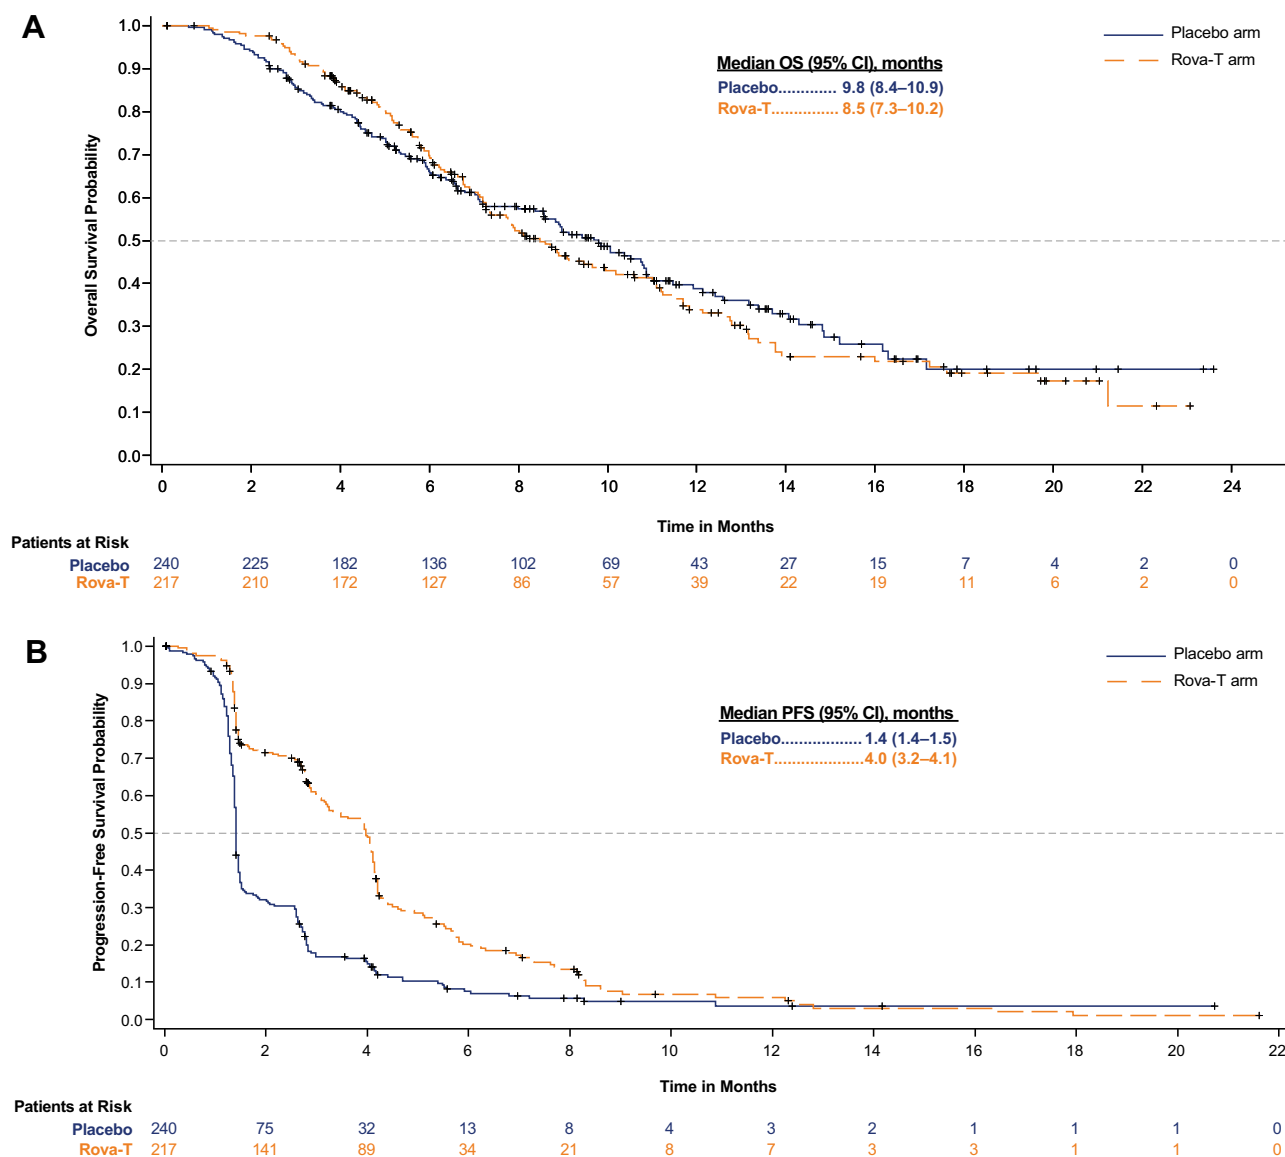 A
Placebo arm
Rova-T arm
Median OS (95% CI), months
Placebo............. 9.8 (8.4–10.9)
Rova-T............... 8.5 (7.3–10.2)
Overall Survival Probability
1.0
0.9
0.8
0.7
0.6
0.5
0.4
0.3
0.2
0.1
0.0
0 2 4 6 8 10 12 14 16 18 20 22 24
Time in Months
Patients at Risk
Placebo 240 225 182 136 102 69 43 27 15 7 4 2 0
Rova-T 217 210 172 127 86 57 39 22 19 11 6 2 0
B
Placebo arm
Rova-T arm
Median PFS (95% CI), months
Placebo.................. 1.4 (1.4–1.5)
Rova-T....................4.0 (3.2–4.1)
Progression-Free Survival Probability
1.0
0.9
0.8
0.7
0.6
0.5
0.4
0.3
0.2
0.1
0.0
0 2 4 6 8 10 12 14 16 18 20 22
Time in Months
Patients at Risk
Placebo 240 75 32 13 8 4 3 2 1 1 1 0
Rova-T 217 141 89 34 21 8 7 3 3 1 1 0